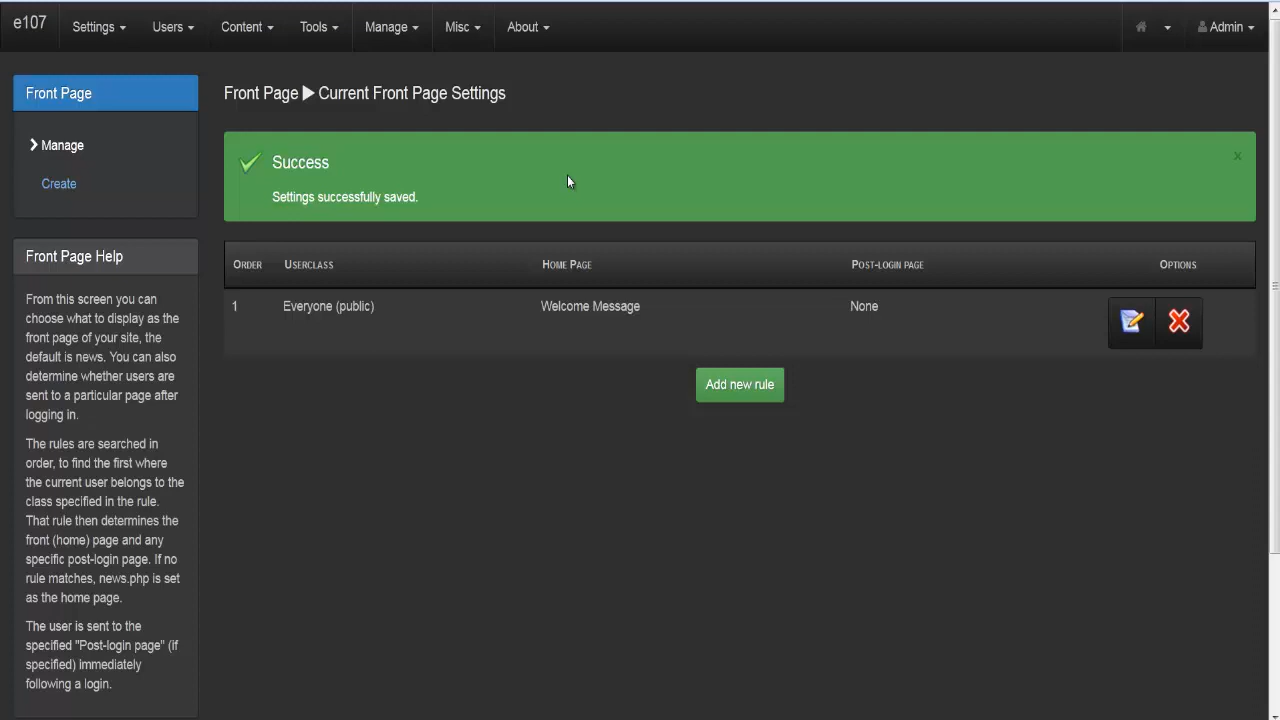 e107
Settings
Users
Content
Tools
Manage
Misc
About
Admin
Front Page
Manage
Create
Front Page Help
From this screen you can
choose what to display as the
front page of your site, the
default is news. You can also
determine whether users are
sent to a particular page after
logging in.
The rules are searched in
order, to find the first where
the current user belongs to the
class specified in the rule.
That rule then determines the
front (home) page and any
specific post-login page. If no
rule matches, news.php is set
as the home page.
The user is sent to the
specified "Post-login page" (if
specified) immediately
following a login.
Front Page ▶ Current Front Page Settings
Success
x
Settings successfully saved.
Order Userclass Home Page Post-login page Options
1 Everyone (public) Welcome Message None
Add new rule